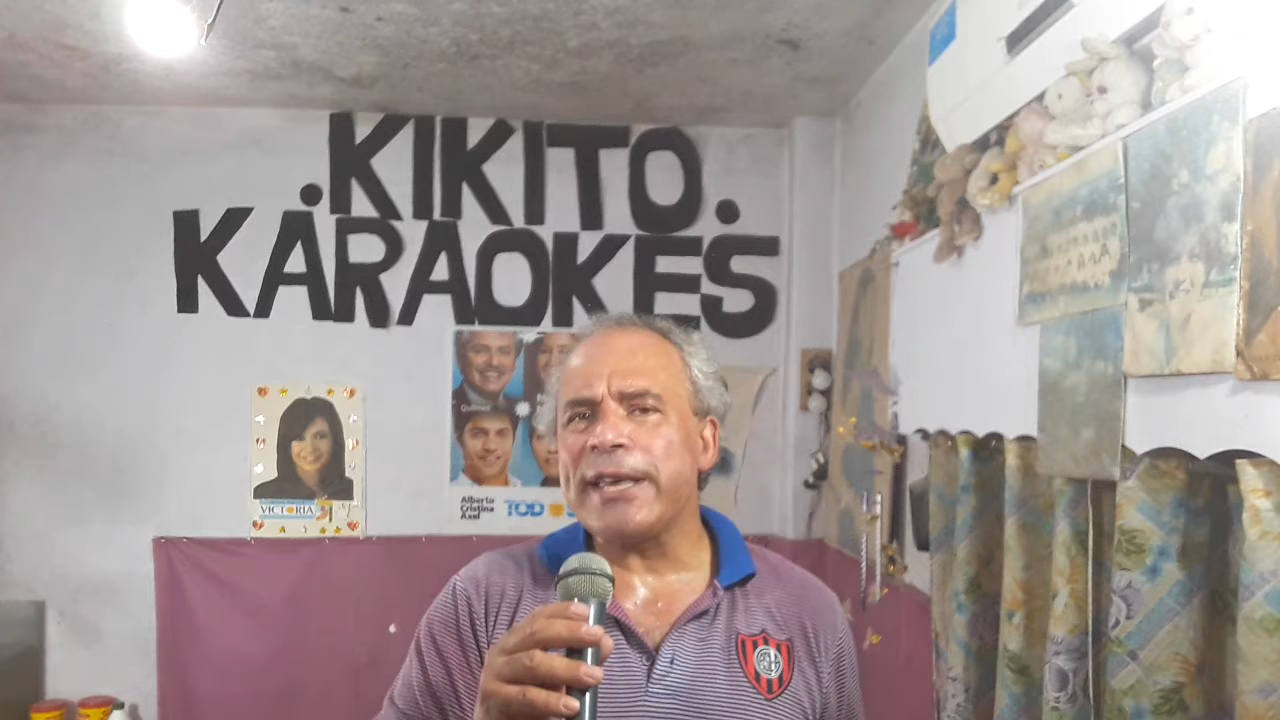 .KIKITO.
KARAOKES
VICTORIA
Alberto
Cristina
Axel
TOD